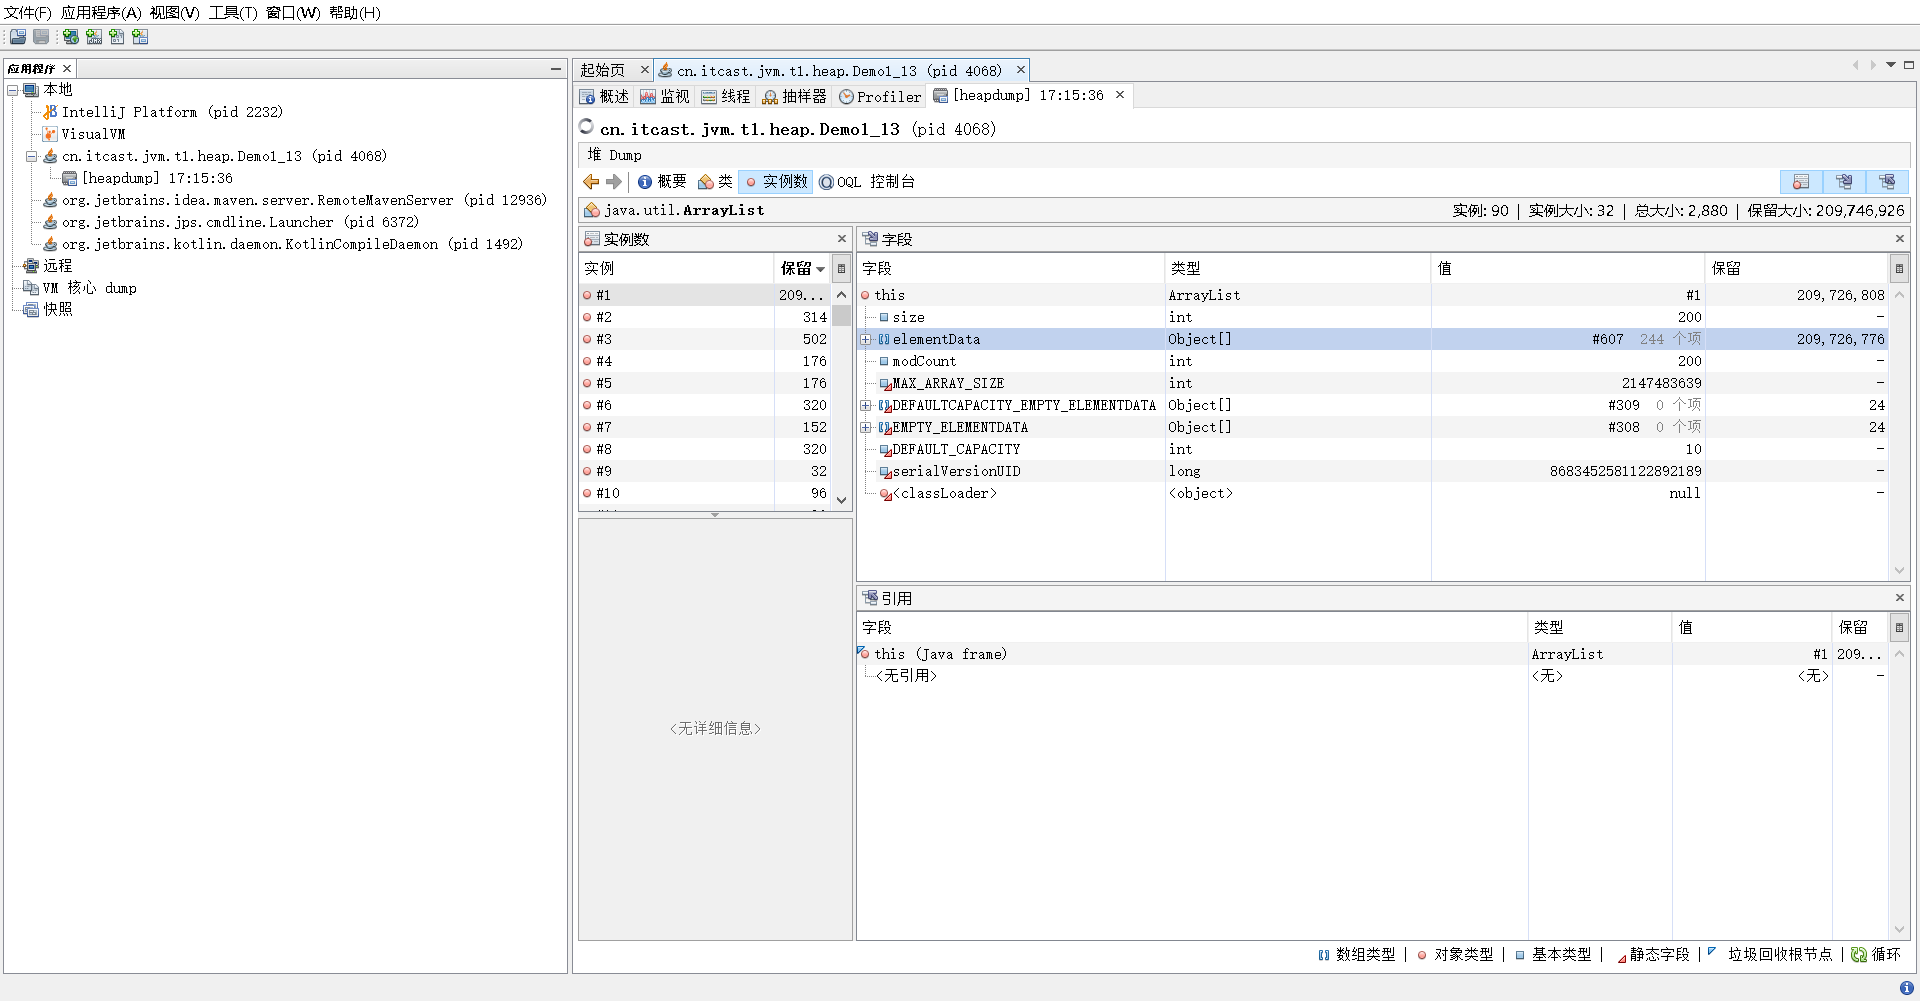 文件(F) 应用程序(A) 视图(V) 工具(T) 窗口(W) 帮助(H)
应用程序
本地
IntelliJ Platform (pid 2232)
VisualVM
cn.itcast.jvm.t1.heap.Demo1_13 (pid 4068)
[heapdump] 17:15:36
org.jetbrains.idea.maven.server.RemoteMavenServer (pid 12936)
org.jetbrains.jps.cmdline.Launcher (pid 6372)
org.jetbrains.kotlin.daemon.KotlinCompileDaemon (pid 1492)
远程
VM 核心 dump
快照
起始页 cn.itcast.jvm.t1.heap.Demo1_13 (pid 4068)
概述 监视 线程 抽样器 Profiler [heapdump] 17:15:36
cn.itcast.jvm.t1.heap.Demo1_13 (pid 4068)
堆 Dump
概要 类 实例数 OQL 控制台
java.util.ArrayList 实例: 90 | 实例大小: 32 | 总大小: 2,880 | 保留大小: 209,746,926
实例数
实例 保留
#1 209...
#2 314
#3 502
#4 176
#5 176
#6 320
#7 152
#8 320
#9 32
#10 96
<无详细信息>
字段
字段 类型 值 保留
this ArrayList #1 209,726,808
size int 200 -
elementData Object[] #607 244 个项 209,726,776
modCount int 200 -
MAX_ARRAY_SIZE int 2147483639 -
DEFAULTCAPACITY_EMPTY_ELEMENTDATA Object[] #309 0 个项 24
EMPTY_ELEMENTDATA Object[] #308 0 个项 24
DEFAULT_CAPACITY int 10 -
serialVersionUID long 8683452581122892189 -
<classLoader> <object> null -
引用
字段 类型 值 保留
this (Java frame) ArrayList #1 209...
<无引用> <无> <无> -
数组类型 | 对象类型 | 基本类型 | 静态字段 | 垃圾回收根节点 | 循环